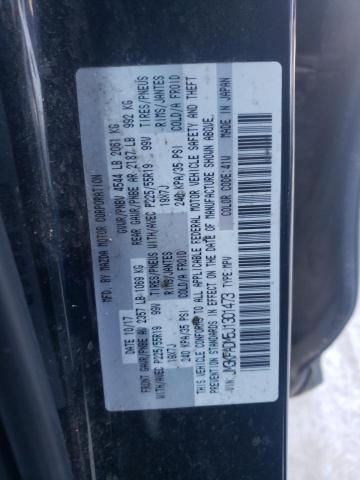 MFD. BY MAZDA MOTOR CORPORATION
GVWR/PNBV 4544 LB 2061 KG
DATE: 10/17
FRONT GAWR/PNBE AV 2357 LB 1069 KG
REAR GAWR/PNBE AR 2187 LB 992 KG
WITH/AVEC P225/55R19 99V TIRES/PNEUS
WITH/AVEC P225/55R19 99V TIRES/PNEUS
19X7J RIMS/JANTES
19X7J RIMS/JANTES
240 KPA/35 PSI COLD/A FROID
240 KPA/35 PSI COLD/A FROID
THIS VEHICLE CONFORMS TO ALL APPLICABLE FEDERAL MOTOR VEHICLE SAFETY AND THEFT
PREVENTION STANDARDS IN EFFECT ON THE DATE OF MANUFACTURE SHOWN ABOVE.
TYPE: MPV
COLOR CODE: 41W
MADE IN JAPAN